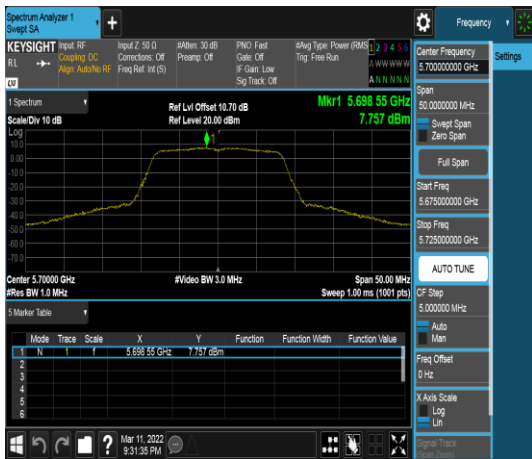 Spectrum Analyzer 1
Swept SA
+
Frequency
Settings
KEYSIGHT
RL
LXI
Input: RF
Coupling: DC
Align: Auto/No RF
Input Z: 50 Ω
Corrections: Off
Freq Ref: Int (S)
#Atten: 30 dB
Preamp: Off
PNO: Fast
Gate: Off
IF Gain: Low
Sig Track: Off
#Avg Type: Power (RMS
Trig: Free Run
1 2 3 4 5 6
A W W W W W
A N N N N N
1 Spectrum
Scale/Div 10 dB
Ref Lvl Offset 10.70 dB
Ref Level 20.00 dBm
Mkr1 5.698 55 GHz
7.757 dBm
Log
10.0
0.00
-10.0
-20.0
-30.0
-40.0
-50.0
-60.0
-70.0
1
Center 5.70000 GHz
#Res BW 1.0 MHz
#Video BW 3.0 MHz
Span 50.00 MHz
Sweep 1.00 ms (1001 pts)
5 Marker Table
Mode Trace Scale X Y Function Function Width Function Value
1 N 1 f 5.698 55 GHz 7.757 dBm
2
3
4
5
6
Center Frequency
5.700000000 GHz
Span
50.0000000 MHz
Swept Span
Zero Span
Full Span
Start Freq
5.675000000 GHz
Stop Freq
5.725000000 GHz
AUTO TUNE
CF Step
5.000000 MHz
Auto
Man
Freq Offset
0 Hz
X Axis Scale
Log
Lin
Signal Track
(Span Zoom)
?
Mar 11, 2022
9:31:35 PM